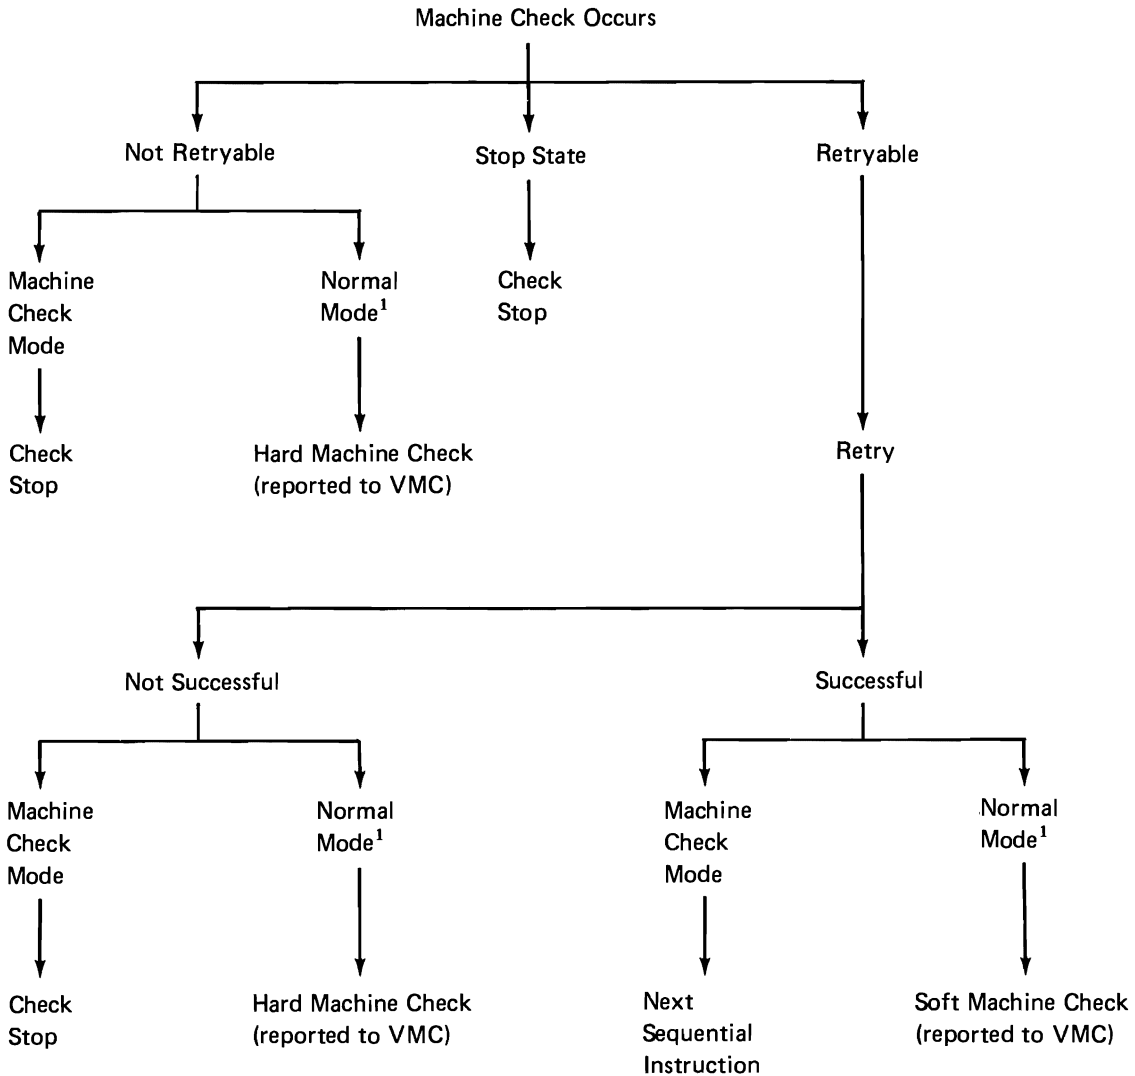 Machine Check Occurs
Not Retryable
Stop State
Retryable
Machine
Check
Mode
Normal
Mode¹
Check
Stop
Check
Stop
Hard Machine Check
(reported to VMC)
Retry
Not Successful
Successful
Machine
Check
Mode
Normal
Mode¹
Machine
Check
Mode
Normal
Mode¹
Check
Stop
Hard Machine Check
(reported to VMC)
Next
Sequential
Instruction
Soft Machine Check
(reported to VMC)